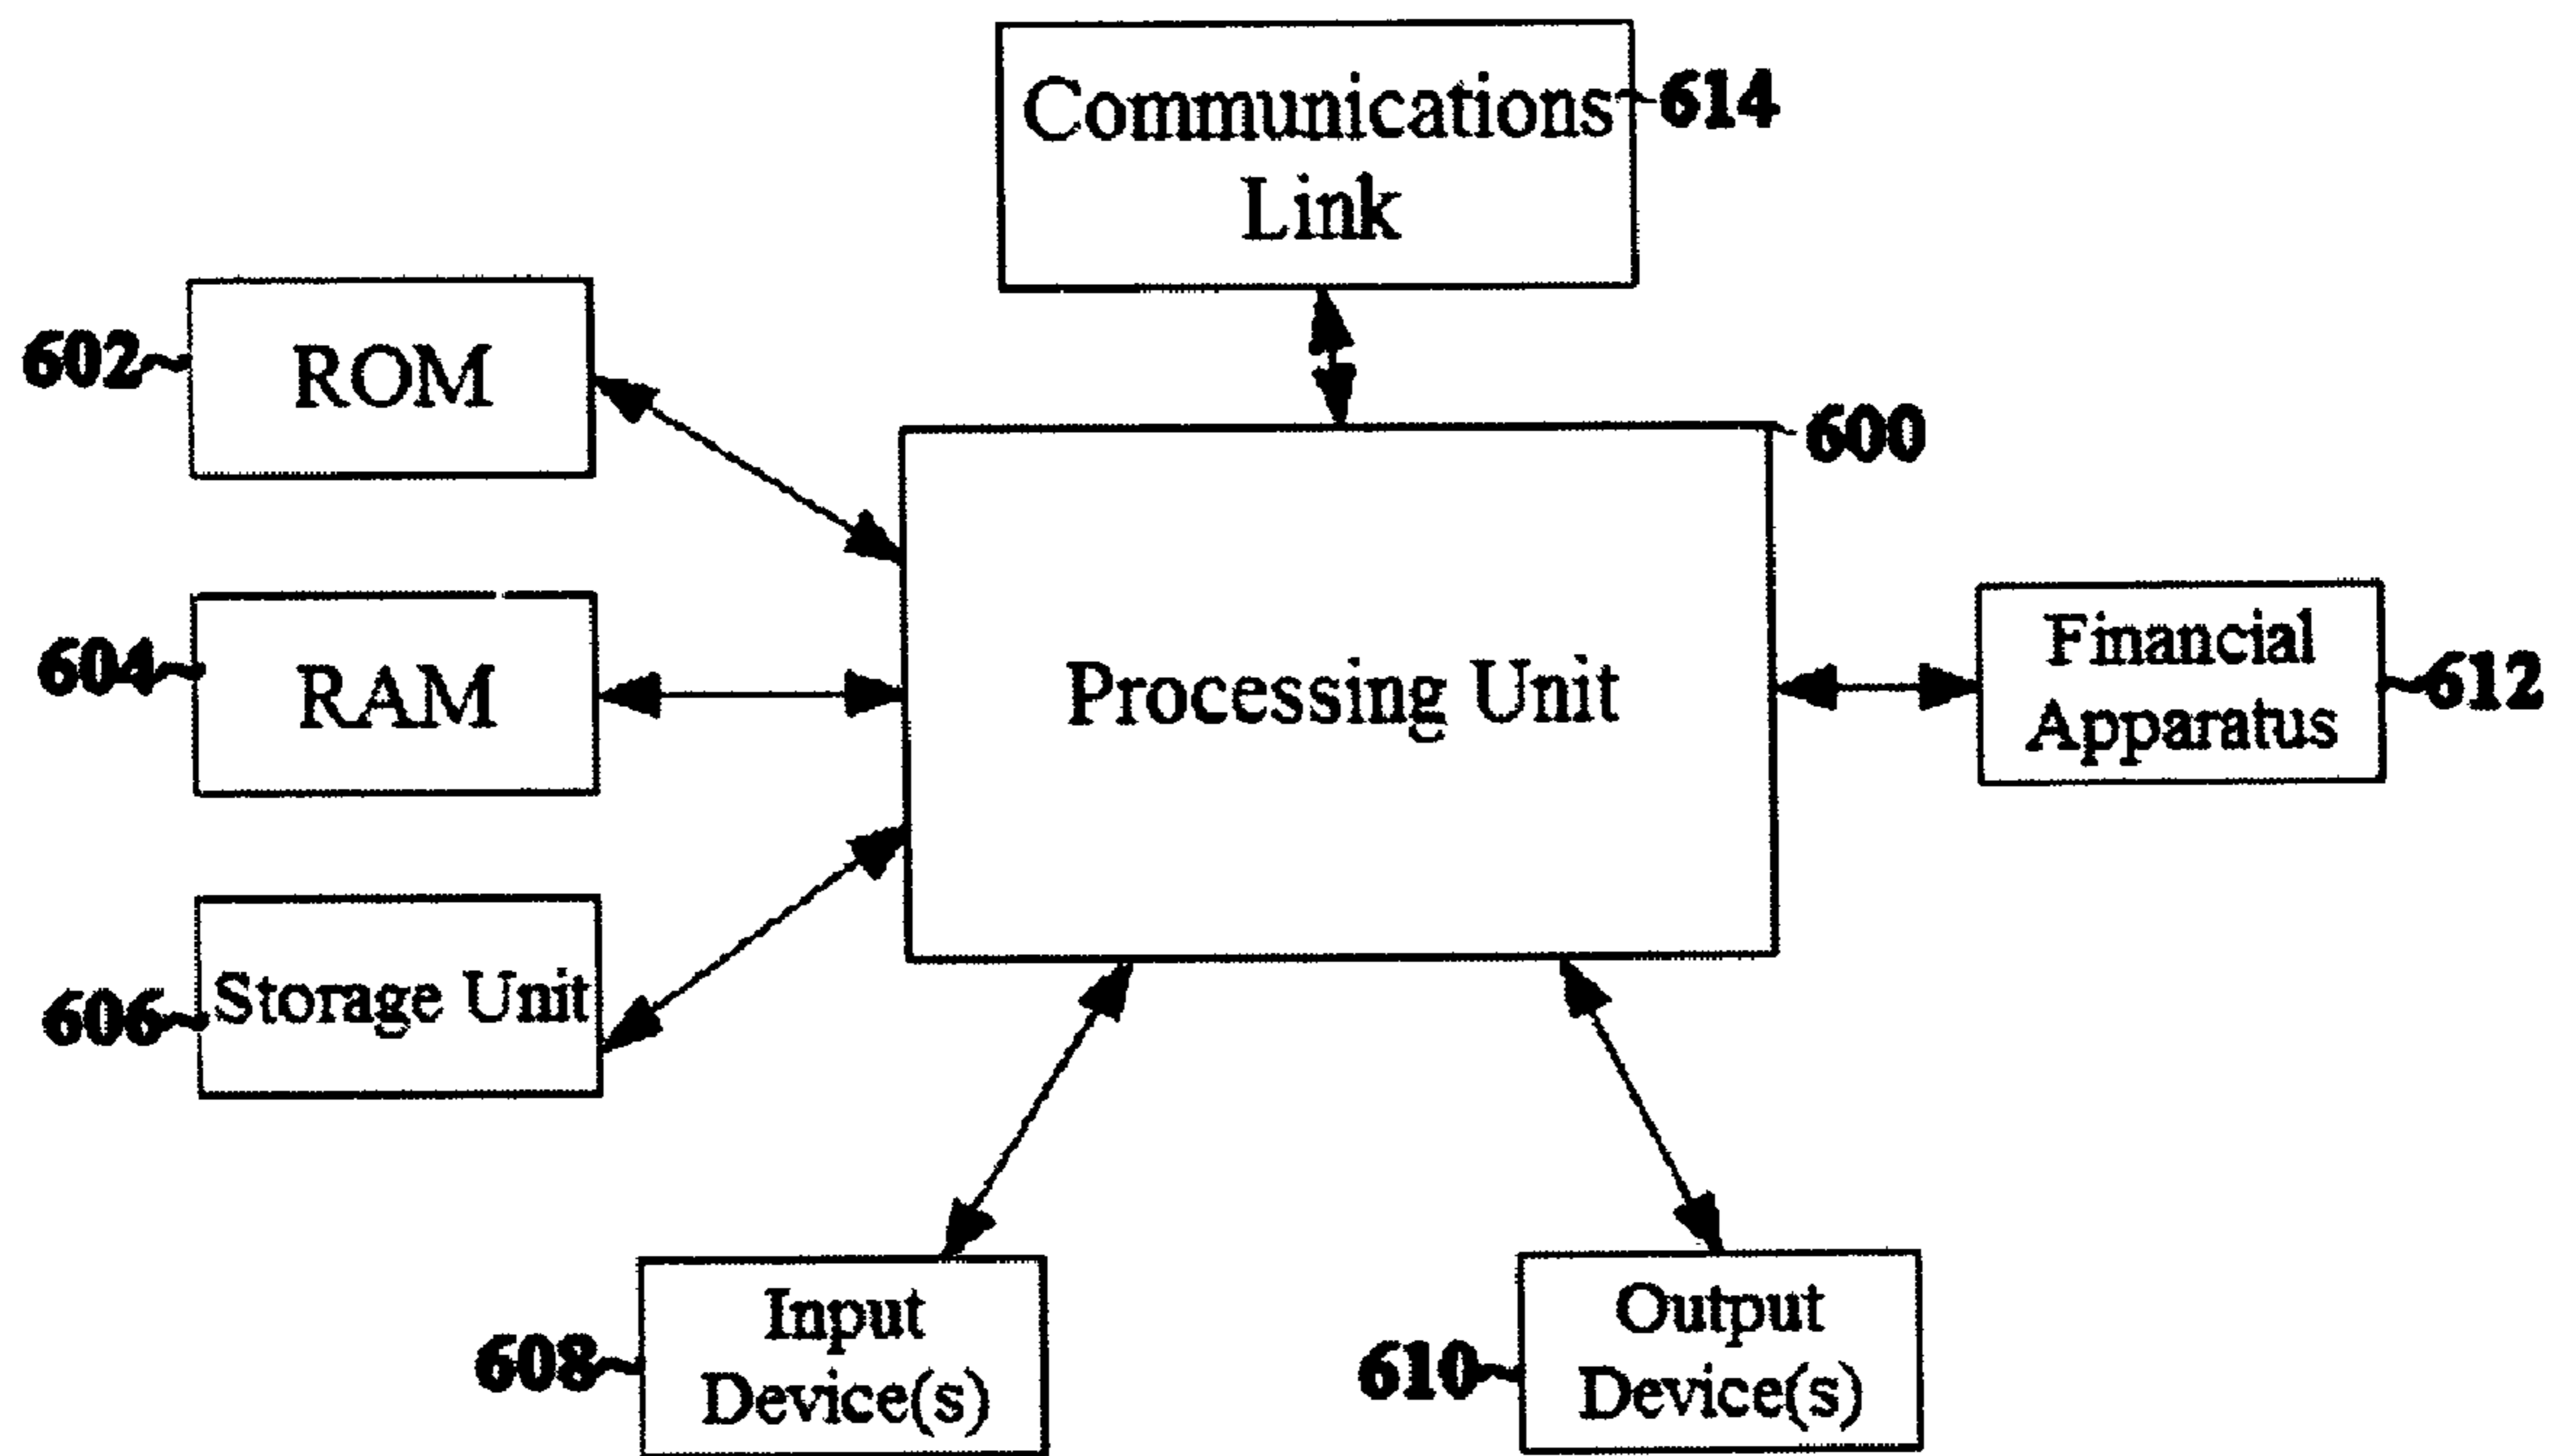 Communications
Link
614
602
ROM
600
604
RAM
Processing Unit
Financial
Apparatus
612
606
Storage Unit
608
Input
Device(s)
610
Output
Device(s)